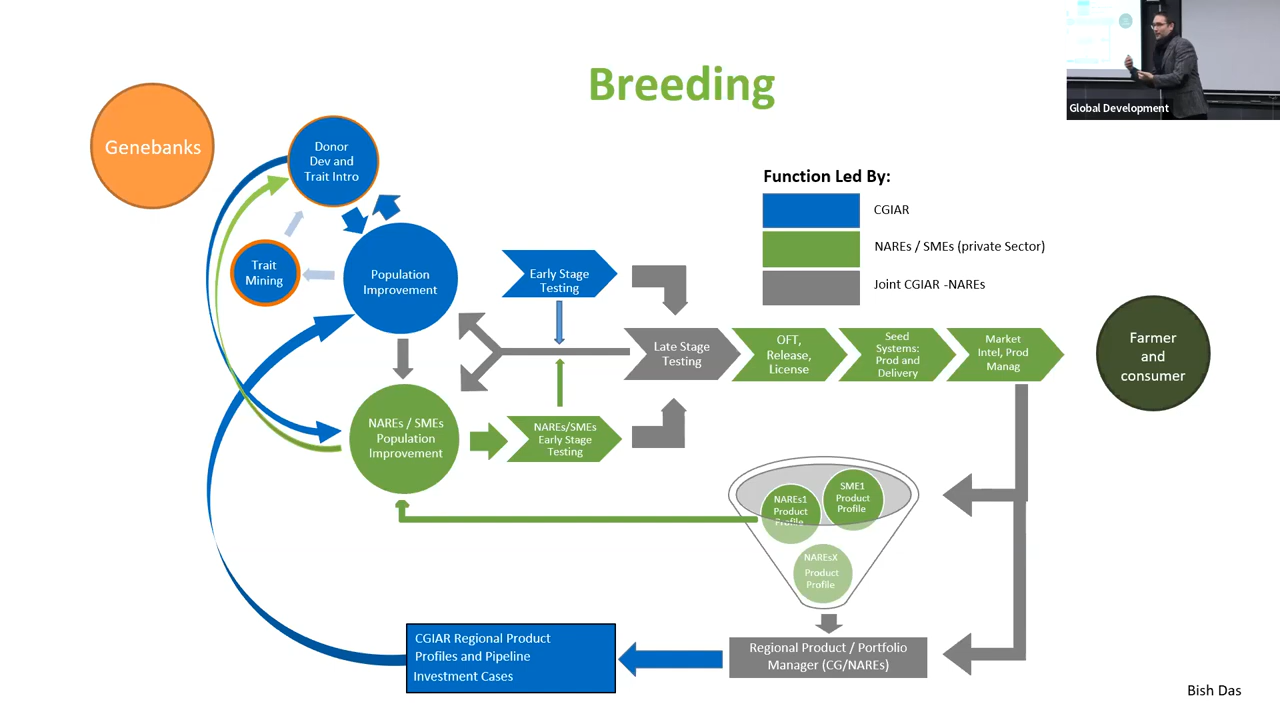 Breeding
Global Development
Genebanks
Donor
Dev and
Trait Intro
Trait
Mining
Population
Improvement
Function Led By:
CGIAR
NAREs / SMEs (private Sector)
Joint CGIAR -NAREs
Early Stage
Testing
Late Stage
Testing
OFT,
Release,
License
Seed
Systems:
Prod and
Delivery
Market
Intel, Prod
Manag
Farmer
and
consumer
NAREs / SMEs
Population
Improvement
NAREs/SMEs
Early Stage
Testing
NAREs1
Product
Profile
SME1
Product
Profile
NAREsX
Product
Profile
Regional Product / Portfolio
Manager (CG/NAREs)
CGIAR Regional Product
Profiles and Pipeline
Investment Cases
Bish Das